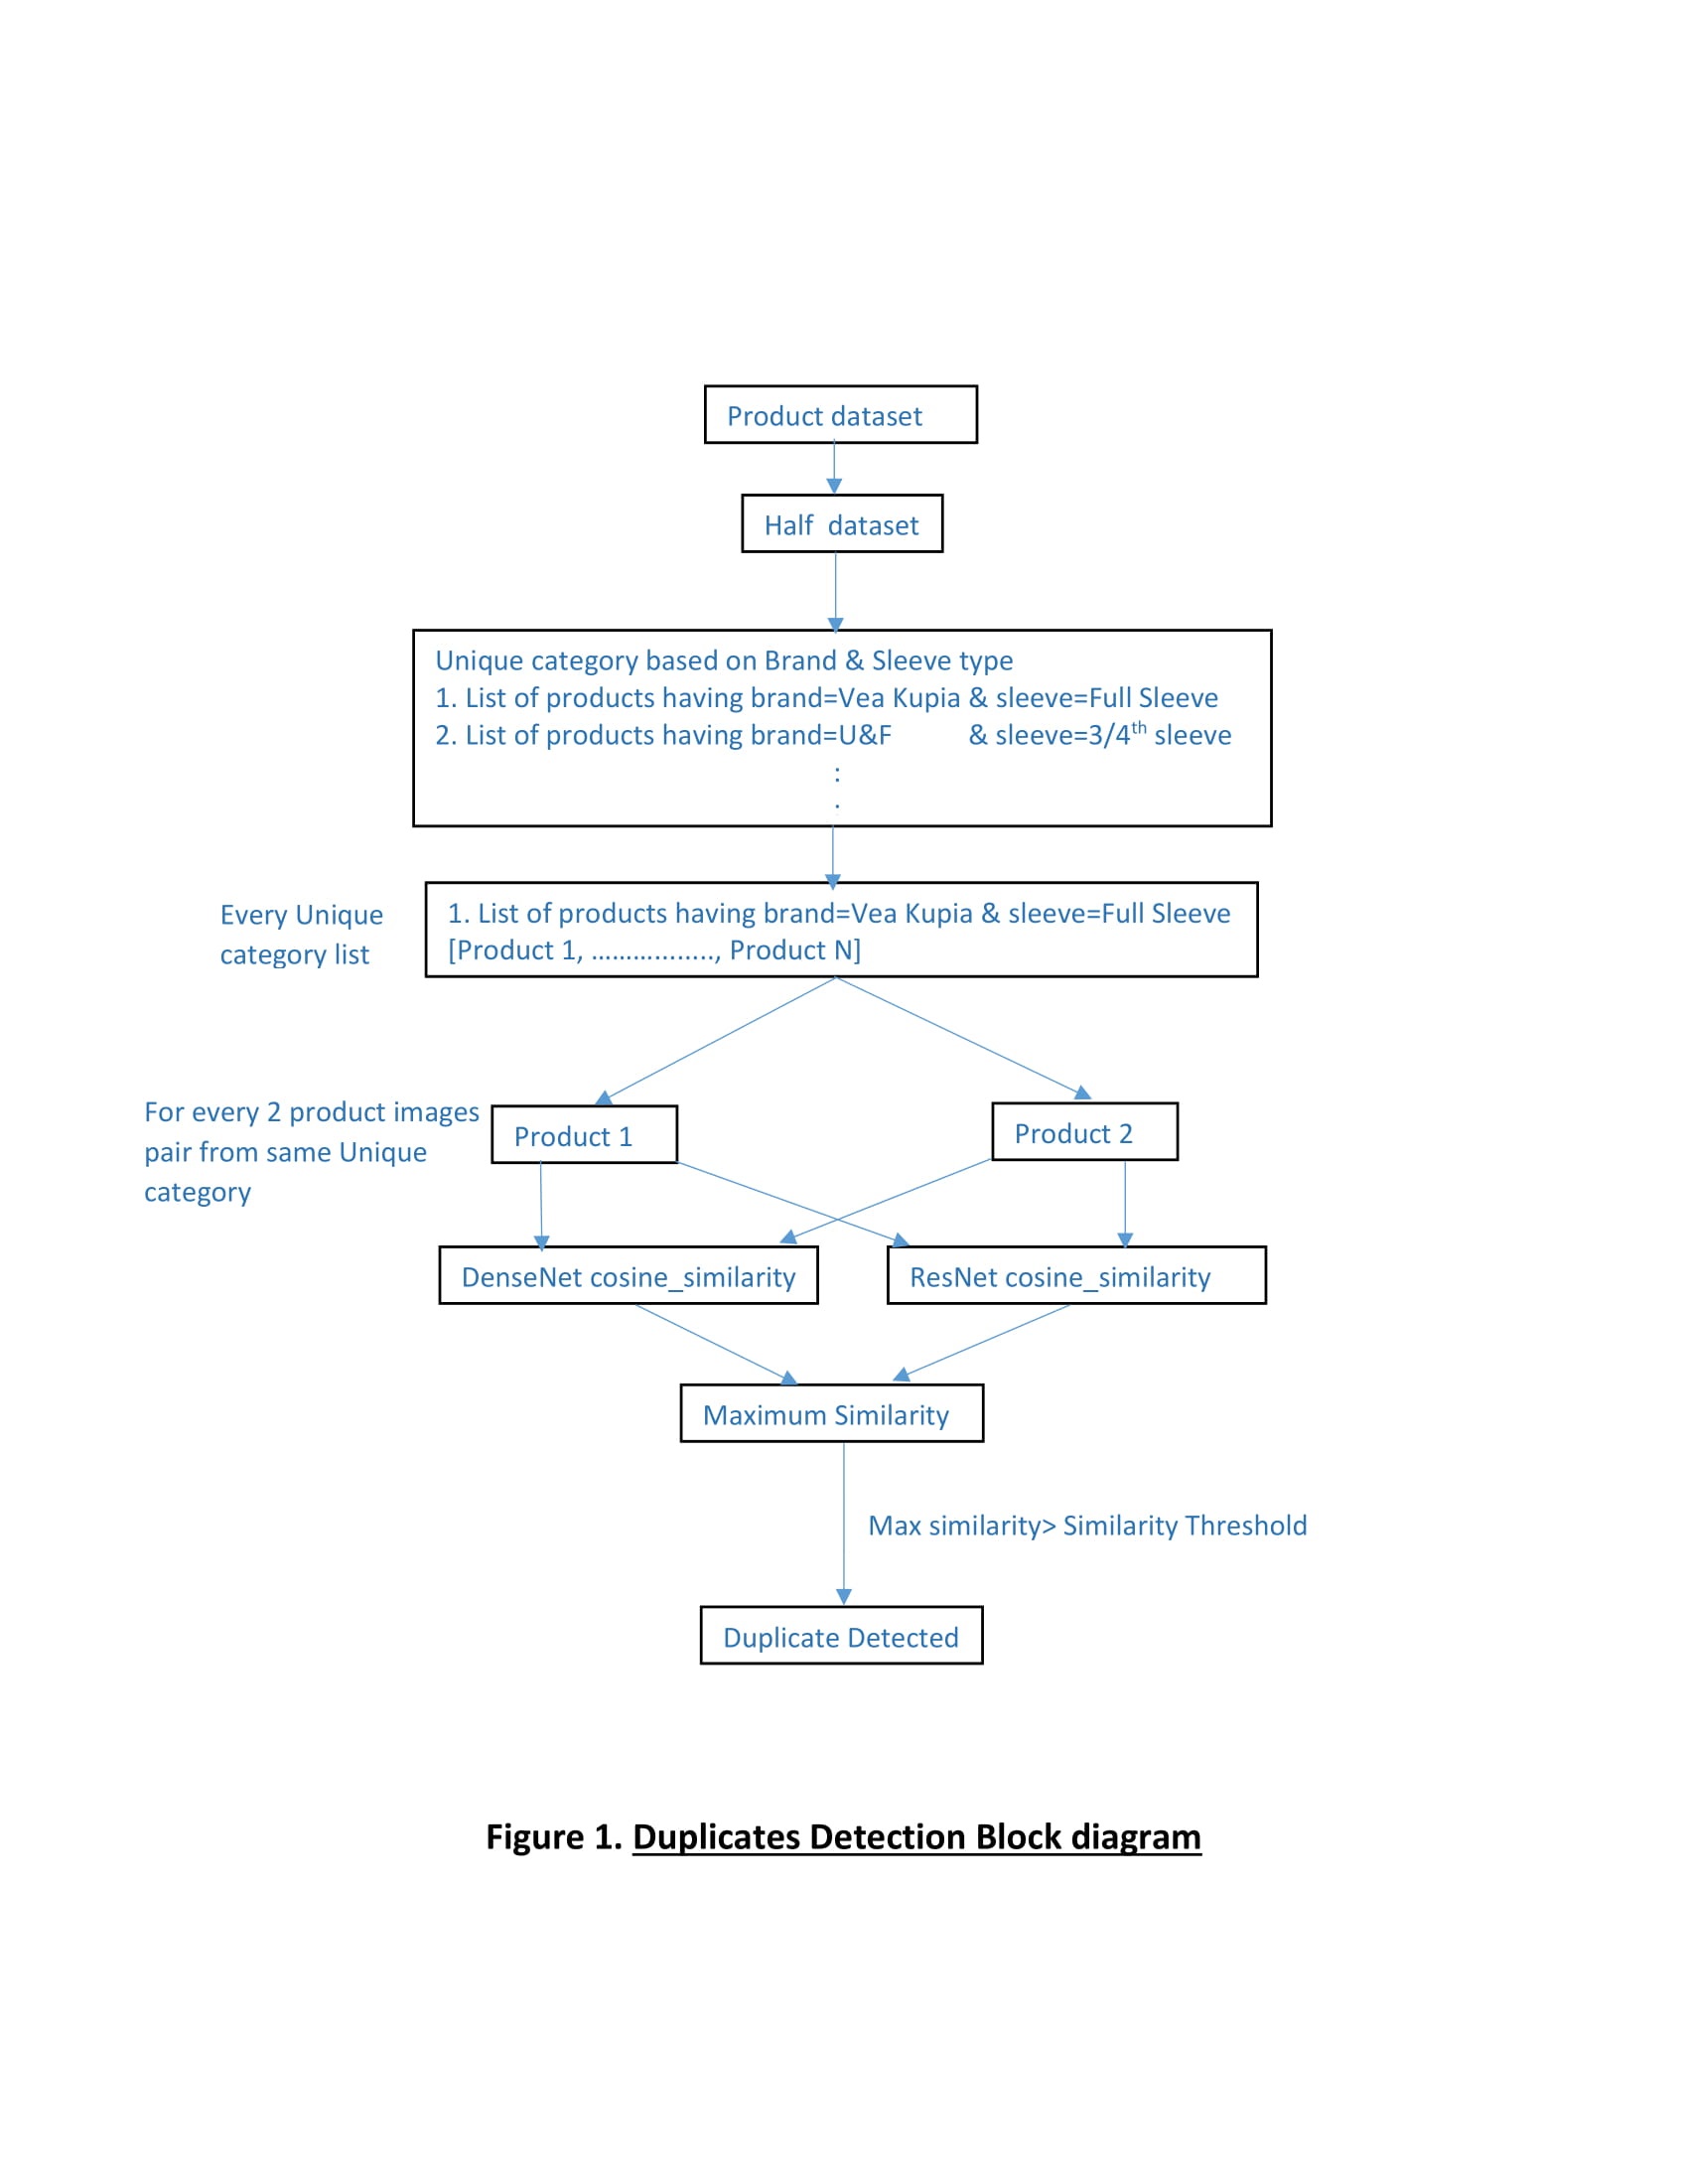 Product dataset
Half  dataset
Unique category based on Brand & Sleeve type
1. List of products having brand=Vea Kupia & sleeve=Full Sleeve
2. List of products having brand=U&F & sleeve=3/4th sleeve
:
.
Every Unique
category list
1. List of products having brand=Vea Kupia & sleeve=Full Sleeve
[Product 1, ................, Product N]
For every 2 product images
pair from same Unique
category
Product 1
Product 2
DenseNet cosine_similarity
ResNet cosine_similarity
Maximum Similarity
Max similarity> Similarity Threshold
Duplicate Detected
Figure 1. Duplicates Detection Block diagram